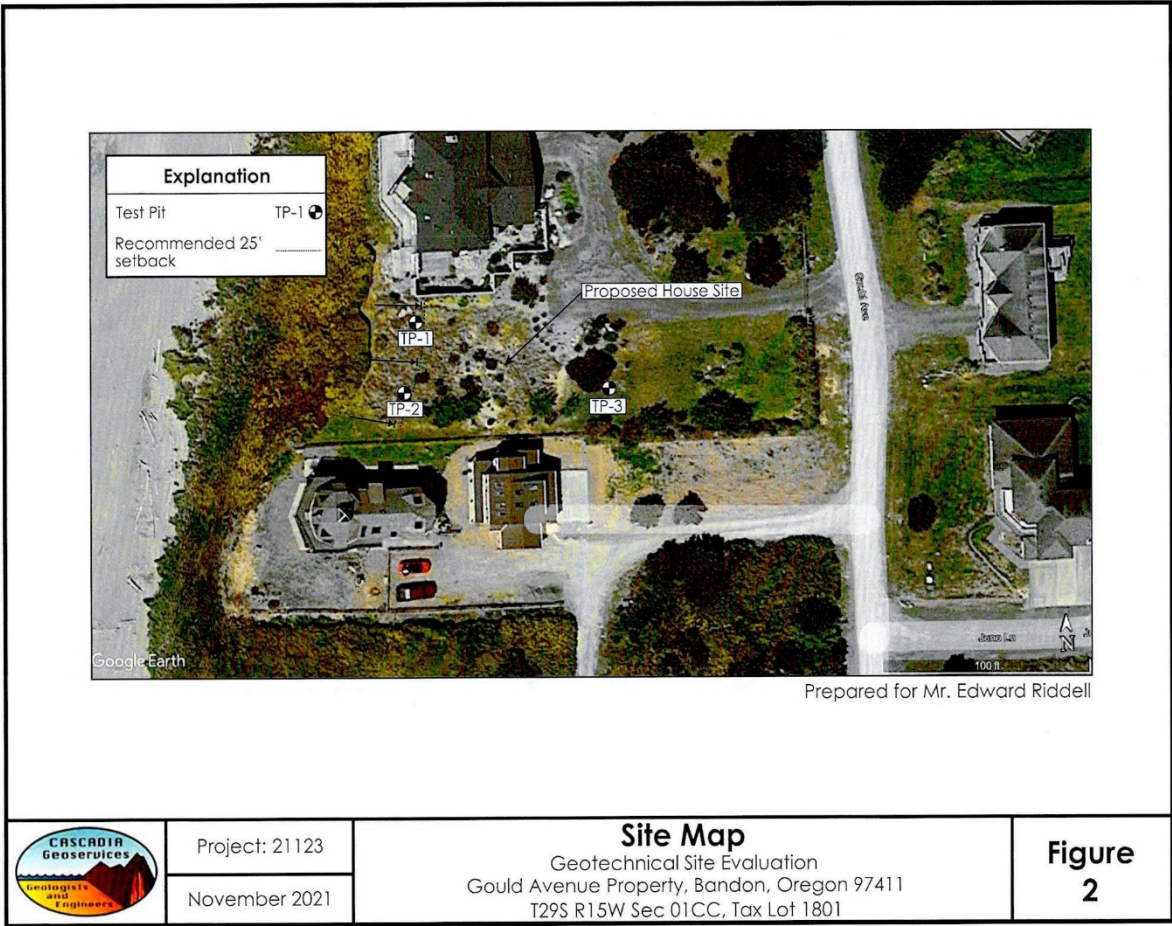 Explanation
Test Pit TP-1
Recommended 25'
setback
Proposed House Site
TP-1
TP-2
TP-3
Jann Ln
N
100 ft
Google Earth
Prepared for Mr. Edward Riddell
CASCADIA
Geoservices
Geologists
and
Engineers
Project: 21123
November 2021
Site Map
Geotechnical Site Evaluation
Gould Avenue Property, Bandon, Oregon 97411
T29S R15W Sec 01CC, Tax Lot 1801
Figure
2